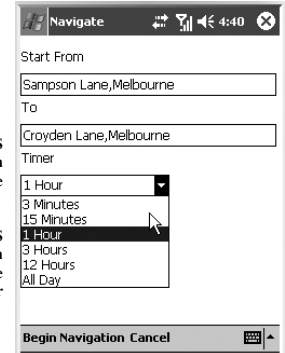 Navigate 4:40
Start From
Sampson Lane,Melbourne
To
Croyden Lane,Melbourne
Timer
1 Hour
3 Minutes
15 Minutes
1 Hour
3 Hours
12 Hours
All Day
Begin Navigation Cancel